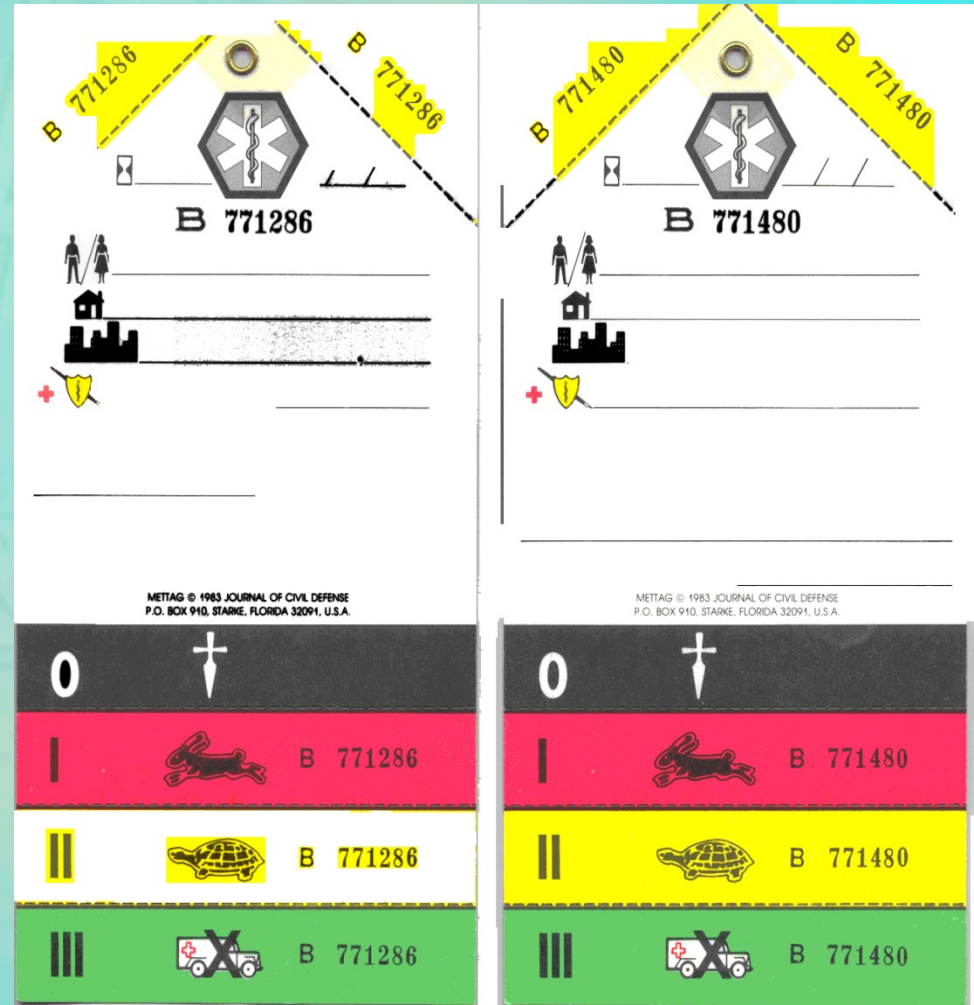 B 771286
B 771286
B 771286
METTAG © 1983 JOURNAL OF CIVIL DEFENSE
P.O. BOX 910, STARKE, FLORIDA 32091, U.S.A.
0
I B 771286
II B 771286
III X B 771286
B 771480
B 771480
B 771480
METTAG © 1983 JOURNAL OF CIVIL DEFENSE
P.O. BOX 910, STARKE, FLORIDA 32091, U.S.A.
0
I B 771480
II B 771480
III X B 771480